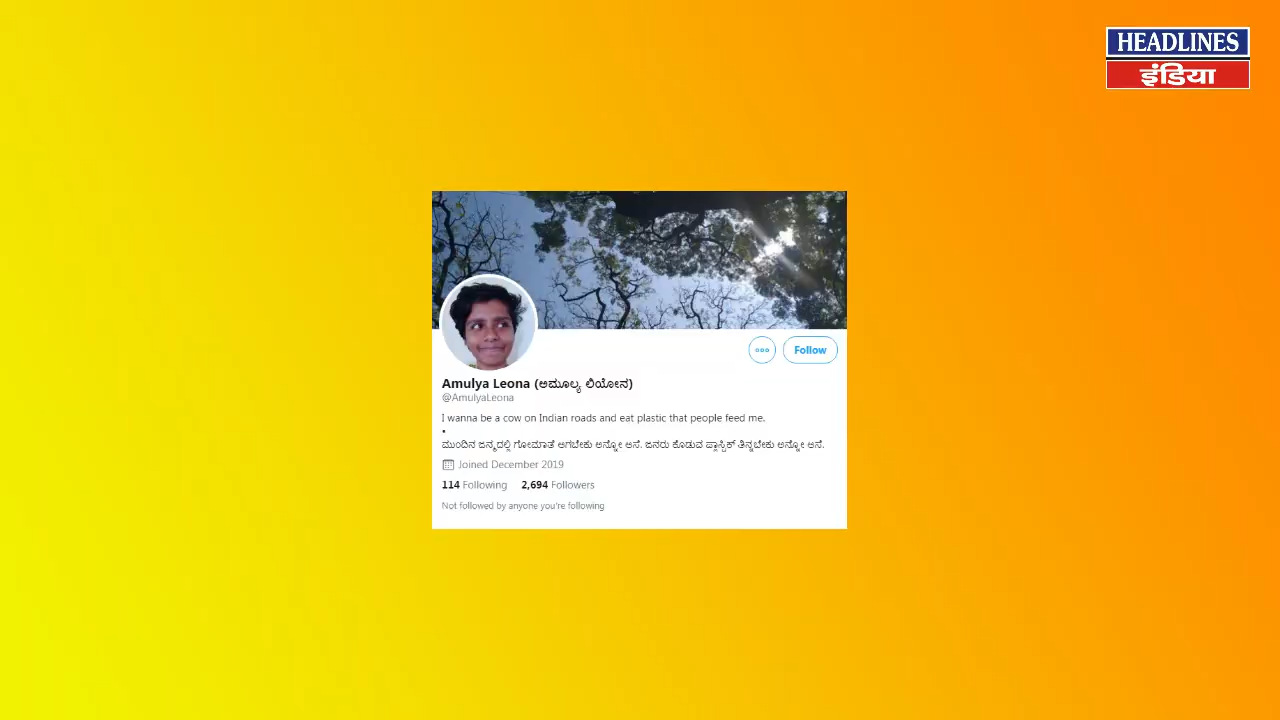 HEADLINES
इंडिया
Follow
Amulya Leona (ಅಮೂಲ್ಯ ಲಿಯೋನ)
@AmulyaLeona
I wanna be a cow on Indian roads and eat plastic that people feed me.
•
ಮುಂದಿನ ಜನ್ಮದಲ್ಲಿ ಗೋಮಾತೆ ಆಗಬೇಕು ಅನ್ನೋ ಆಸೆ. ಜನರು ಕೊಡುವ ಪ್ಲಾಸ್ಟಿಕ್ ತಿನ್ನಬೇಕು ಅನ್ನೋ ಆಸೆ.
Joined December 2019
114 Following 2,694 Followers
Not followed by anyone you're following